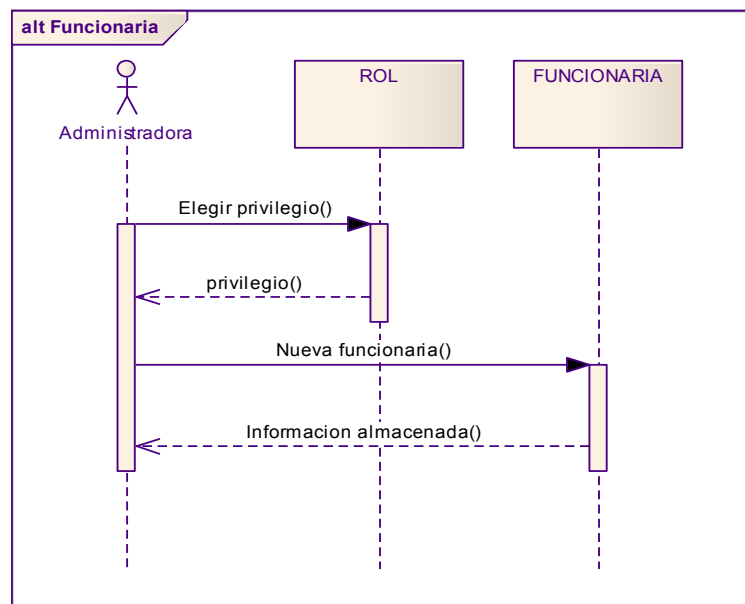 alt Funcionaria
ROL
FUNCIONARIA
Administradora
Elegir privilegio()
privilegio()
Nueva funcionaria()
Informacion almacenada()